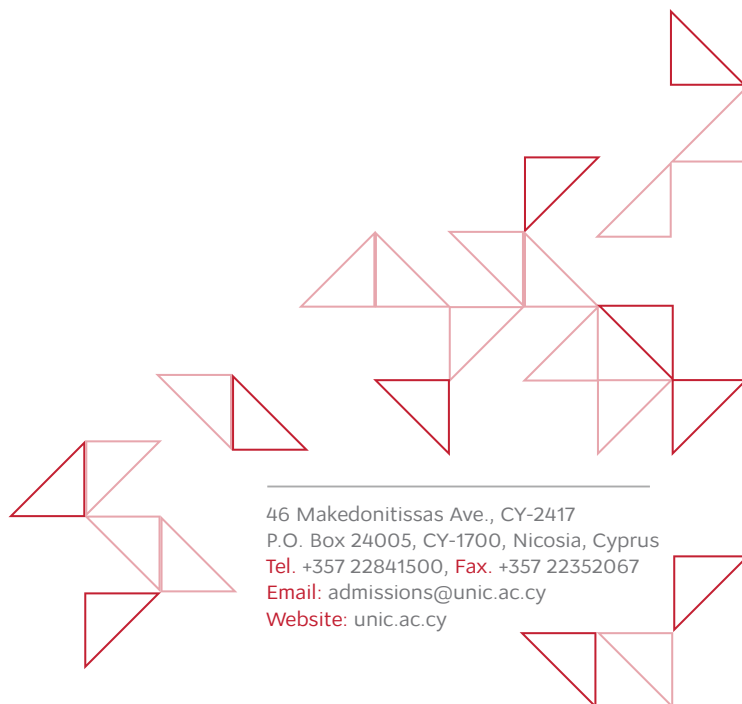 46 Makedonitissas Ave., CY-2417
P.O. Box 24005, CY-1700, Nicosia, Cyprus
Tel. +357 22841500, Fax. +357 22352067
Email: admissions@unic.ac.cy
Website: unic.ac.cy